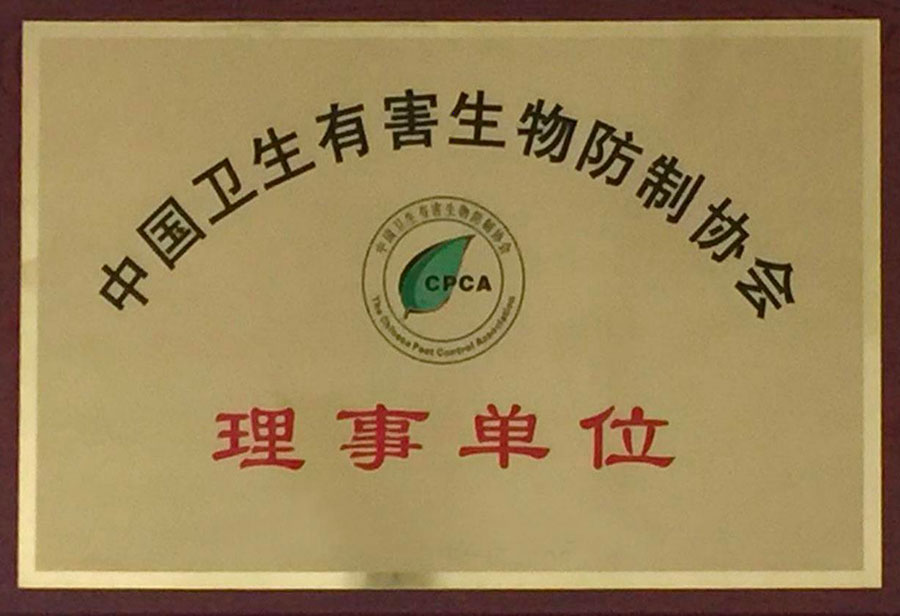 中国卫生有害生物防制协会
中国卫生有害生物防制协会
CPCA
The Chinese Pest Control Association
理事单位